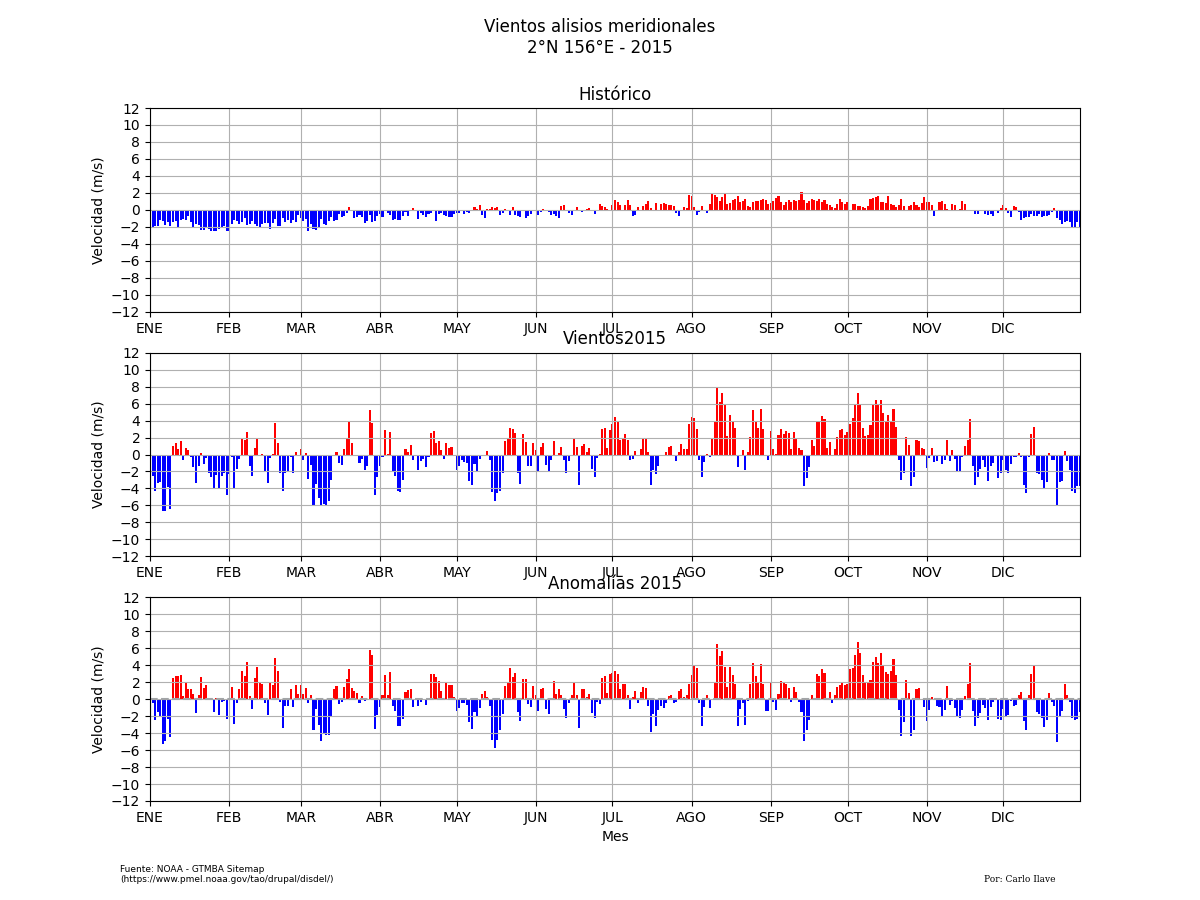 Vientos alisios meridionales
2°N 156°E - 2015
Histórico
12
10
8
6
4
2
0
−2
−4
−6
−8
−10
−12
Velocidad (m/s)
ENE FEB MAR ABR MAY JUN JUL AGO SEP OCT NOV DIC
Vientos2015
12
10
8
6
4
2
0
−2
−4
−6
−8
−10
−12
Velocidad (m/s)
ENE FEB MAR ABR MAY JUN JUL AGO SEP OCT NOV DIC
Anomalías 2015
12
10
8
6
4
2
0
−2
−4
−6
−8
−10
−12
Velocidad (m/s)
ENE FEB MAR ABR MAY JUN JUL AGO SEP OCT NOV DIC
Mes
Fuente: NOAA - GTMBA Sitemap
(https://www.pmel.noaa.gov/tao/drupal/disdel/)
Por: Carlo Ilave